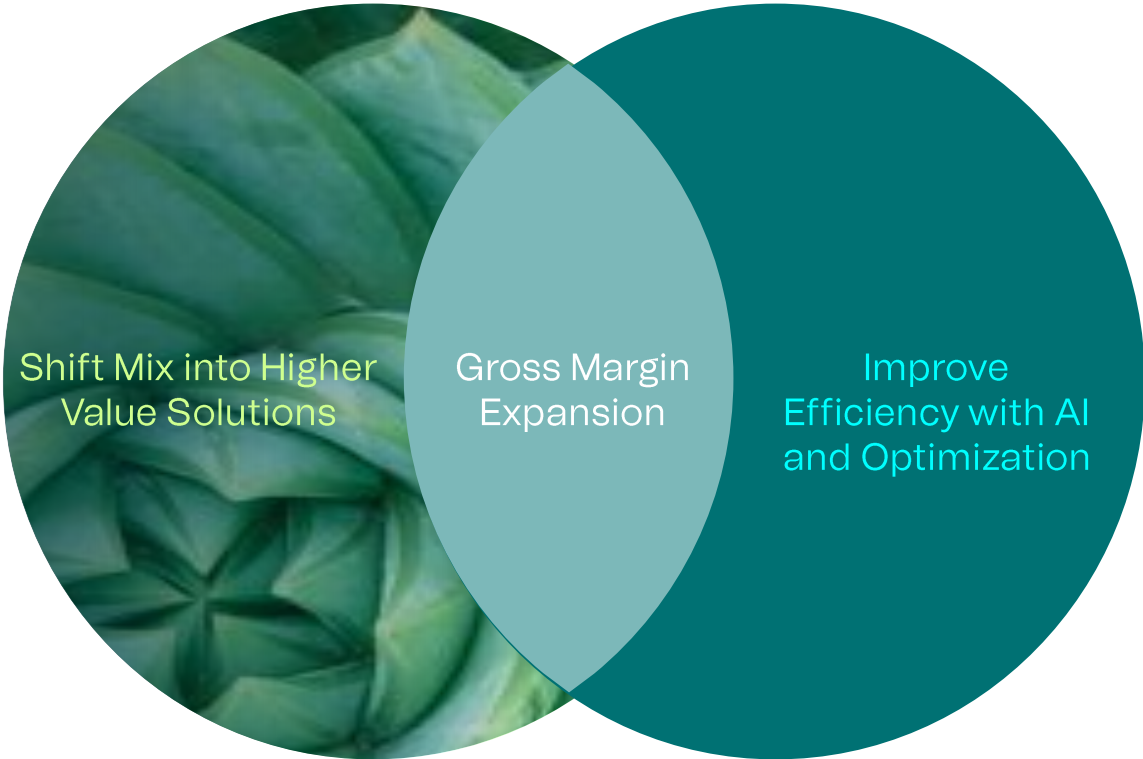 Shift Mix into Higher
Value Solutions
Gross Margin
Expansion
Improve
Efficiency with AI
and Optimization